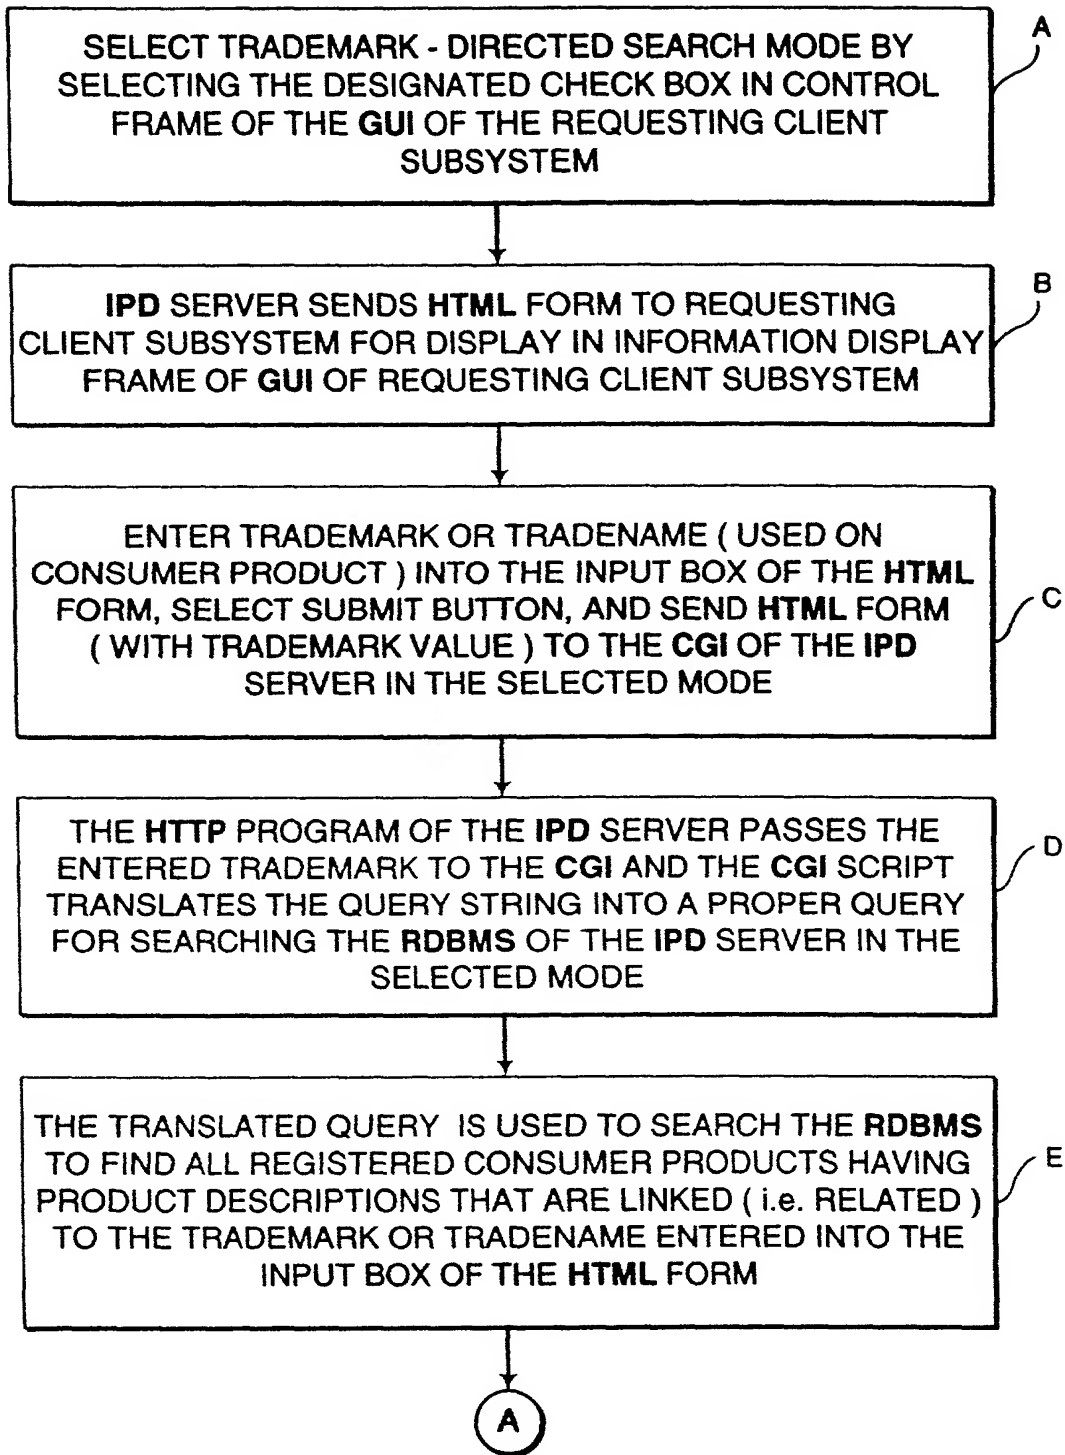 SELECT TRADEMARK - DIRECTED SEARCH MODE BY
SELECTING THE DESIGNATED CHECK BOX IN CONTROL
FRAME OF THE GUI OF THE REQUESTING CLIENT
SUBSYSTEM
A
IPD SERVER SENDS HTML FORM TO REQUESTING
CLIENT SUBSYSTEM FOR DISPLAY IN INFORMATION DISPLAY
FRAME OF GUI OF REQUESTING CLIENT SUBSYSTEM
B
ENTER TRADEMARK OR TRADENAME ( USED ON
CONSUMER PRODUCT ) INTO THE INPUT BOX OF THE HTML
FORM, SELECT SUBMIT BUTTON, AND SEND HTML FORM
( WITH TRADEMARK VALUE ) TO THE CGI OF THE IPD
SERVER IN THE SELECTED MODE
C
THE HTTP PROGRAM OF THE IPD SERVER PASSES THE
ENTERED TRADEMARK TO THE CGI AND THE CGI SCRIPT
TRANSLATES THE QUERY STRING INTO A PROPER QUERY
FOR SEARCHING THE RDBMS OF THE IPD SERVER IN THE
SELECTED MODE
D
THE TRANSLATED QUERY IS USED TO SEARCH THE RDBMS
TO FIND ALL REGISTERED CONSUMER PRODUCTS HAVING
PRODUCT DESCRIPTIONS THAT ARE LINKED ( i.e. RELATED )
TO THE TRADEMARK OR TRADENAME ENTERED INTO THE
INPUT BOX OF THE HTML FORM
E
A